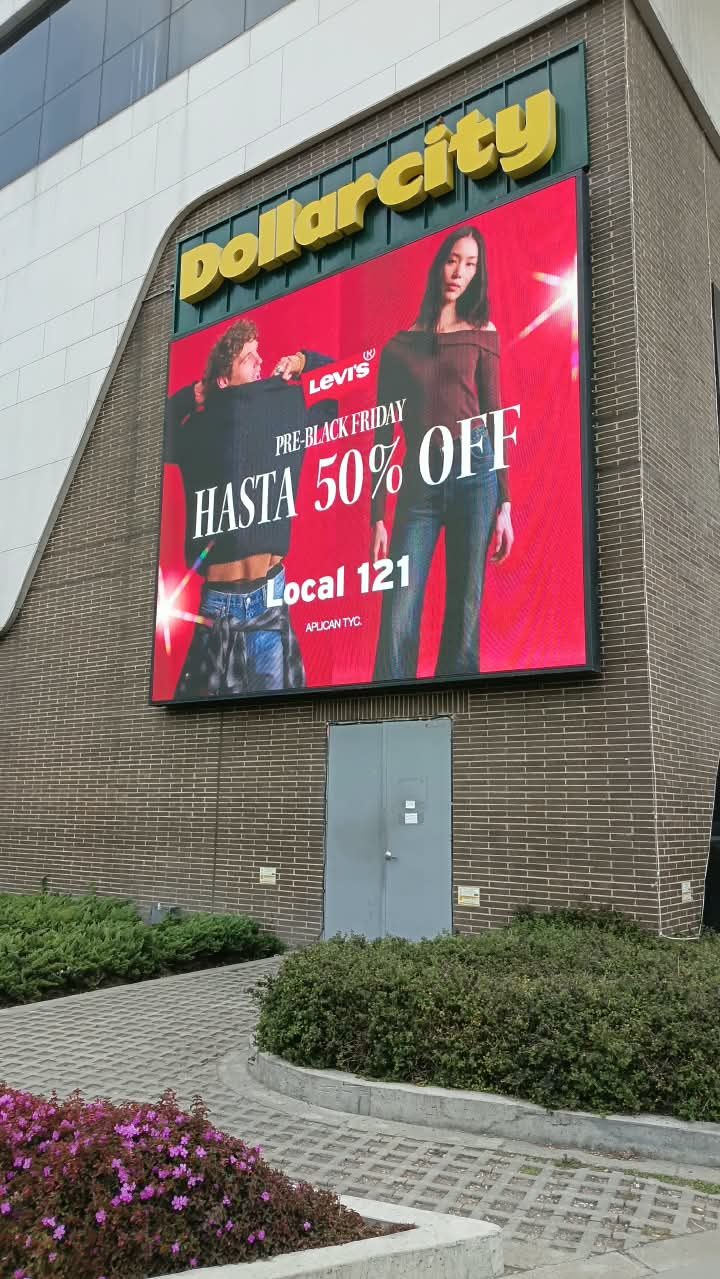 Dollarcity
LEVI'S®
PRE-BLACK FRIDAY
HASTA 50% OFF
Local 121
APLICAN TYC.